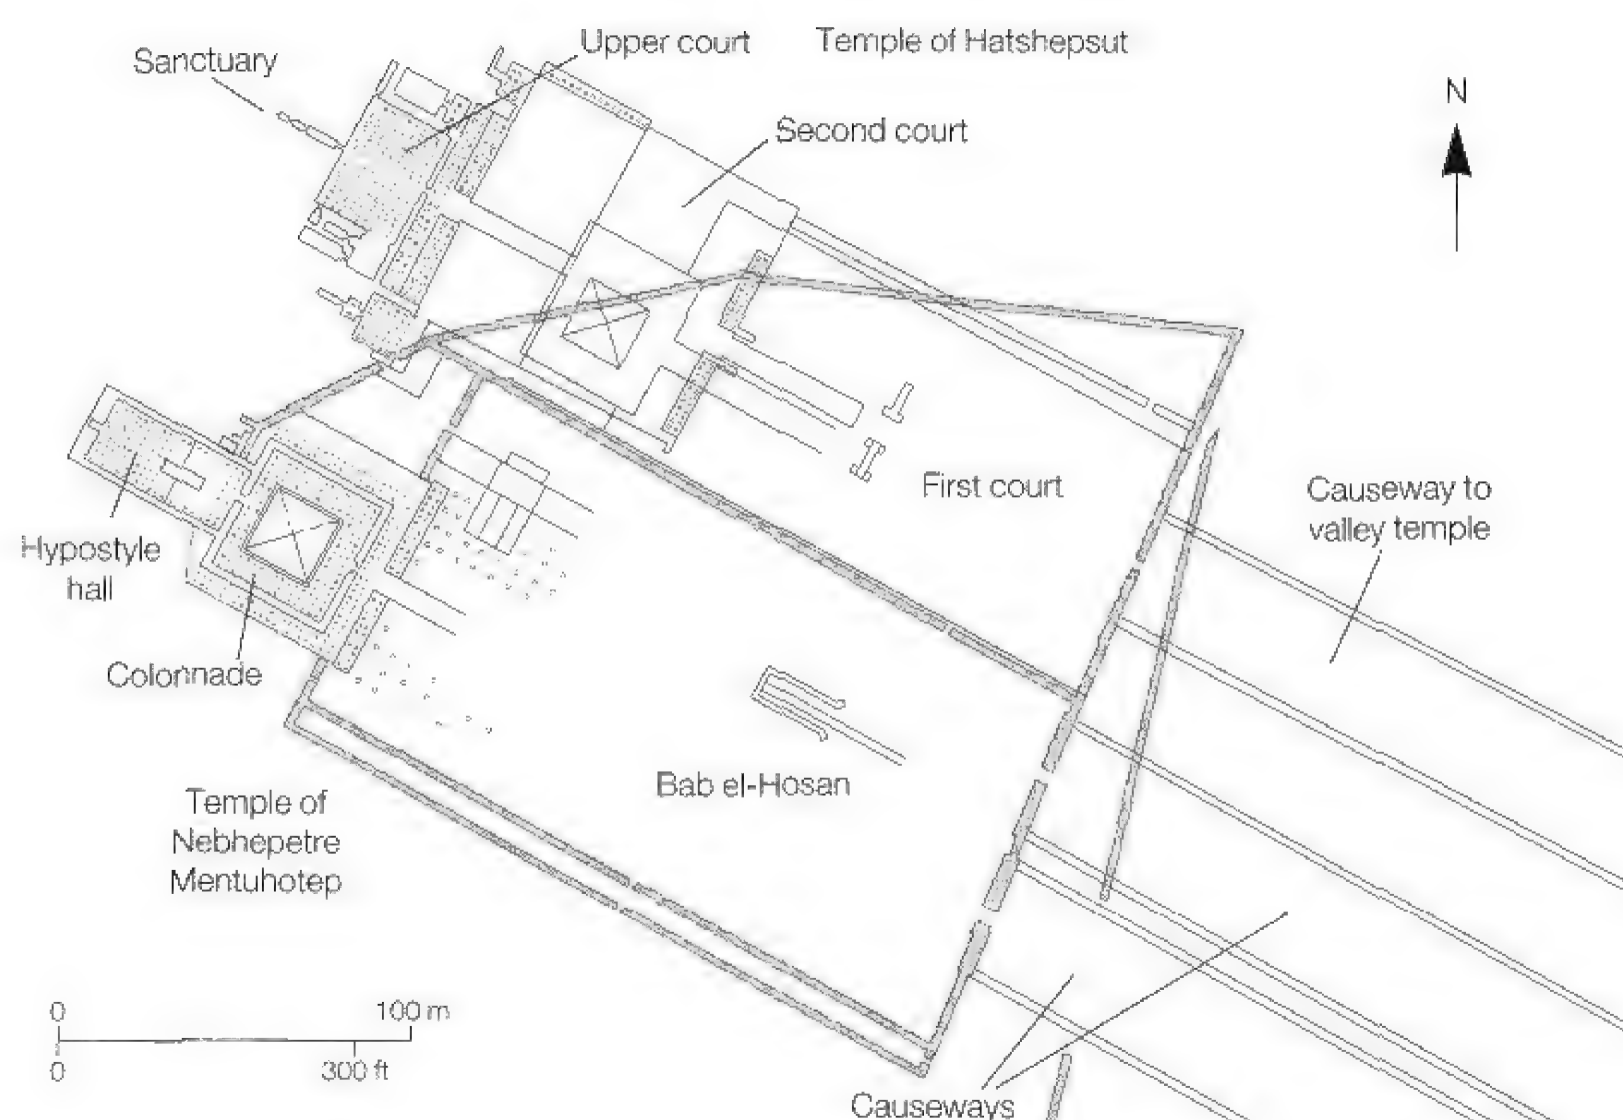 Upper court
Temple of Hatshepsut
Sanctuary
N
Second court
First court
Causeway to
valley temple
Hypostyle
hall
Colonnade
Bab el-Hosan
Temple of
Nebhepetre
Mentuhotep
0
100 m
0
300 ft
Causeways